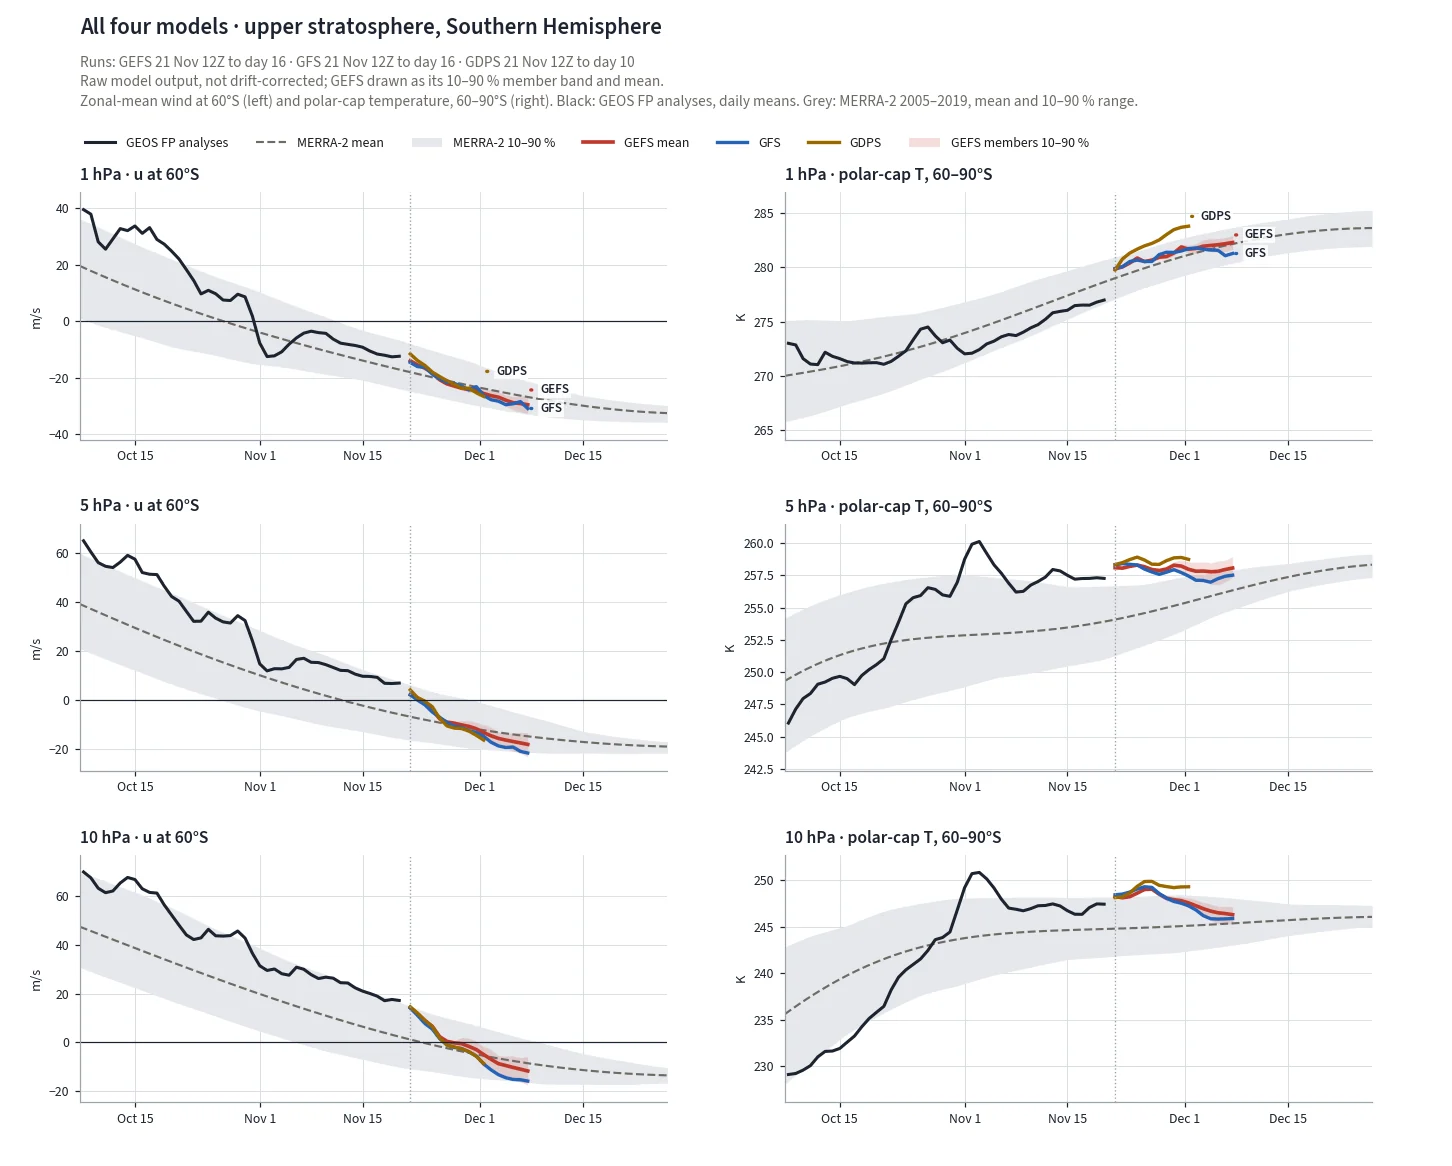 All four models · upper stratosphere, Southern Hemisphere
Runs: GEFS 21 Nov 12Z to day 16 · GFS 21 Nov 12Z to day 16 · GDPS 21 Nov 12Z to day 10
Raw model output, not drift-corrected; GEFS drawn as its 10–90 % member band and mean.
Zonal-mean wind at 60°S (left) and polar-cap temperature, 60–90°S (right). Black: GEOS FP analyses, daily means. Grey: MERRA-2 2005–2019, mean and 10–90 % range.
GEOS FP analyses MERRA-2 mean MERRA-2 10–90 % GEFS mean GFS GDPS GEFS members 10–90 %
1 hPa · u at 60°S
40
20
0
−20
−40
m/s
GDPS
GEFS
GFS
Oct 15 Nov 1 Nov 15 Dec 1 Dec 15
1 hPa · polar-cap T, 60–90°S
285
280
275
270
265
K
GDPS
GEFS
GFS
Oct 15 Nov 1 Nov 15 Dec 1 Dec 15
5 hPa · u at 60°S
60
40
20
0
−20
m/s
Oct 15 Nov 1 Nov 15 Dec 1 Dec 15
5 hPa · polar-cap T, 60–90°S
260.0
257.5
255.0
252.5
250.0
247.5
245.0
242.5
K
Oct 15 Nov 1 Nov 15 Dec 1 Dec 15
10 hPa · u at 60°S
60
40
20
0
−20
m/s
Oct 15 Nov 1 Nov 15 Dec 1 Dec 15
10 hPa · polar-cap T, 60–90°S
250
245
240
235
230
K
Oct 15 Nov 1 Nov 15 Dec 1 Dec 15